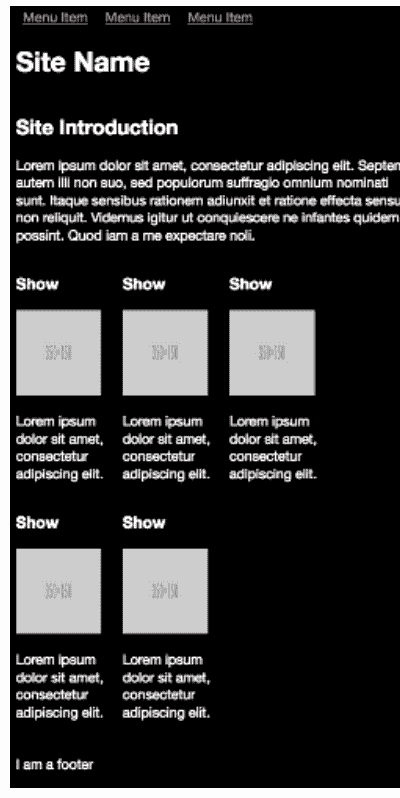 Menu Item Menu Item Menu Item
Site Name
Site Introduction
Lorem ipsum dolor sit amet, consectetur adipiscing elit. Septem
autem illi non suo, sed populorum suffragio omnium nominati
sunt. Itaque sensibus rationem adiunxit et ratione effecta sensu
non reliquit. Videmus igitur ut conquiescere ne infantes quidem
possint. Quod iam a me expectare noli.
Show Show Show
Lorem ipsum Lorem ipsum Lorem ipsum
dolor sit amet, dolor sit amet, dolor sit amet,
consectetur consectetur consectetur
adipiscing elit. adipiscing elit. adipiscing elit.
Show Show
Lorem ipsum Lorem ipsum
dolor sit amet, dolor sit amet,
consectetur consectetur
adipiscing elit. adipiscing elit.
I am a footer